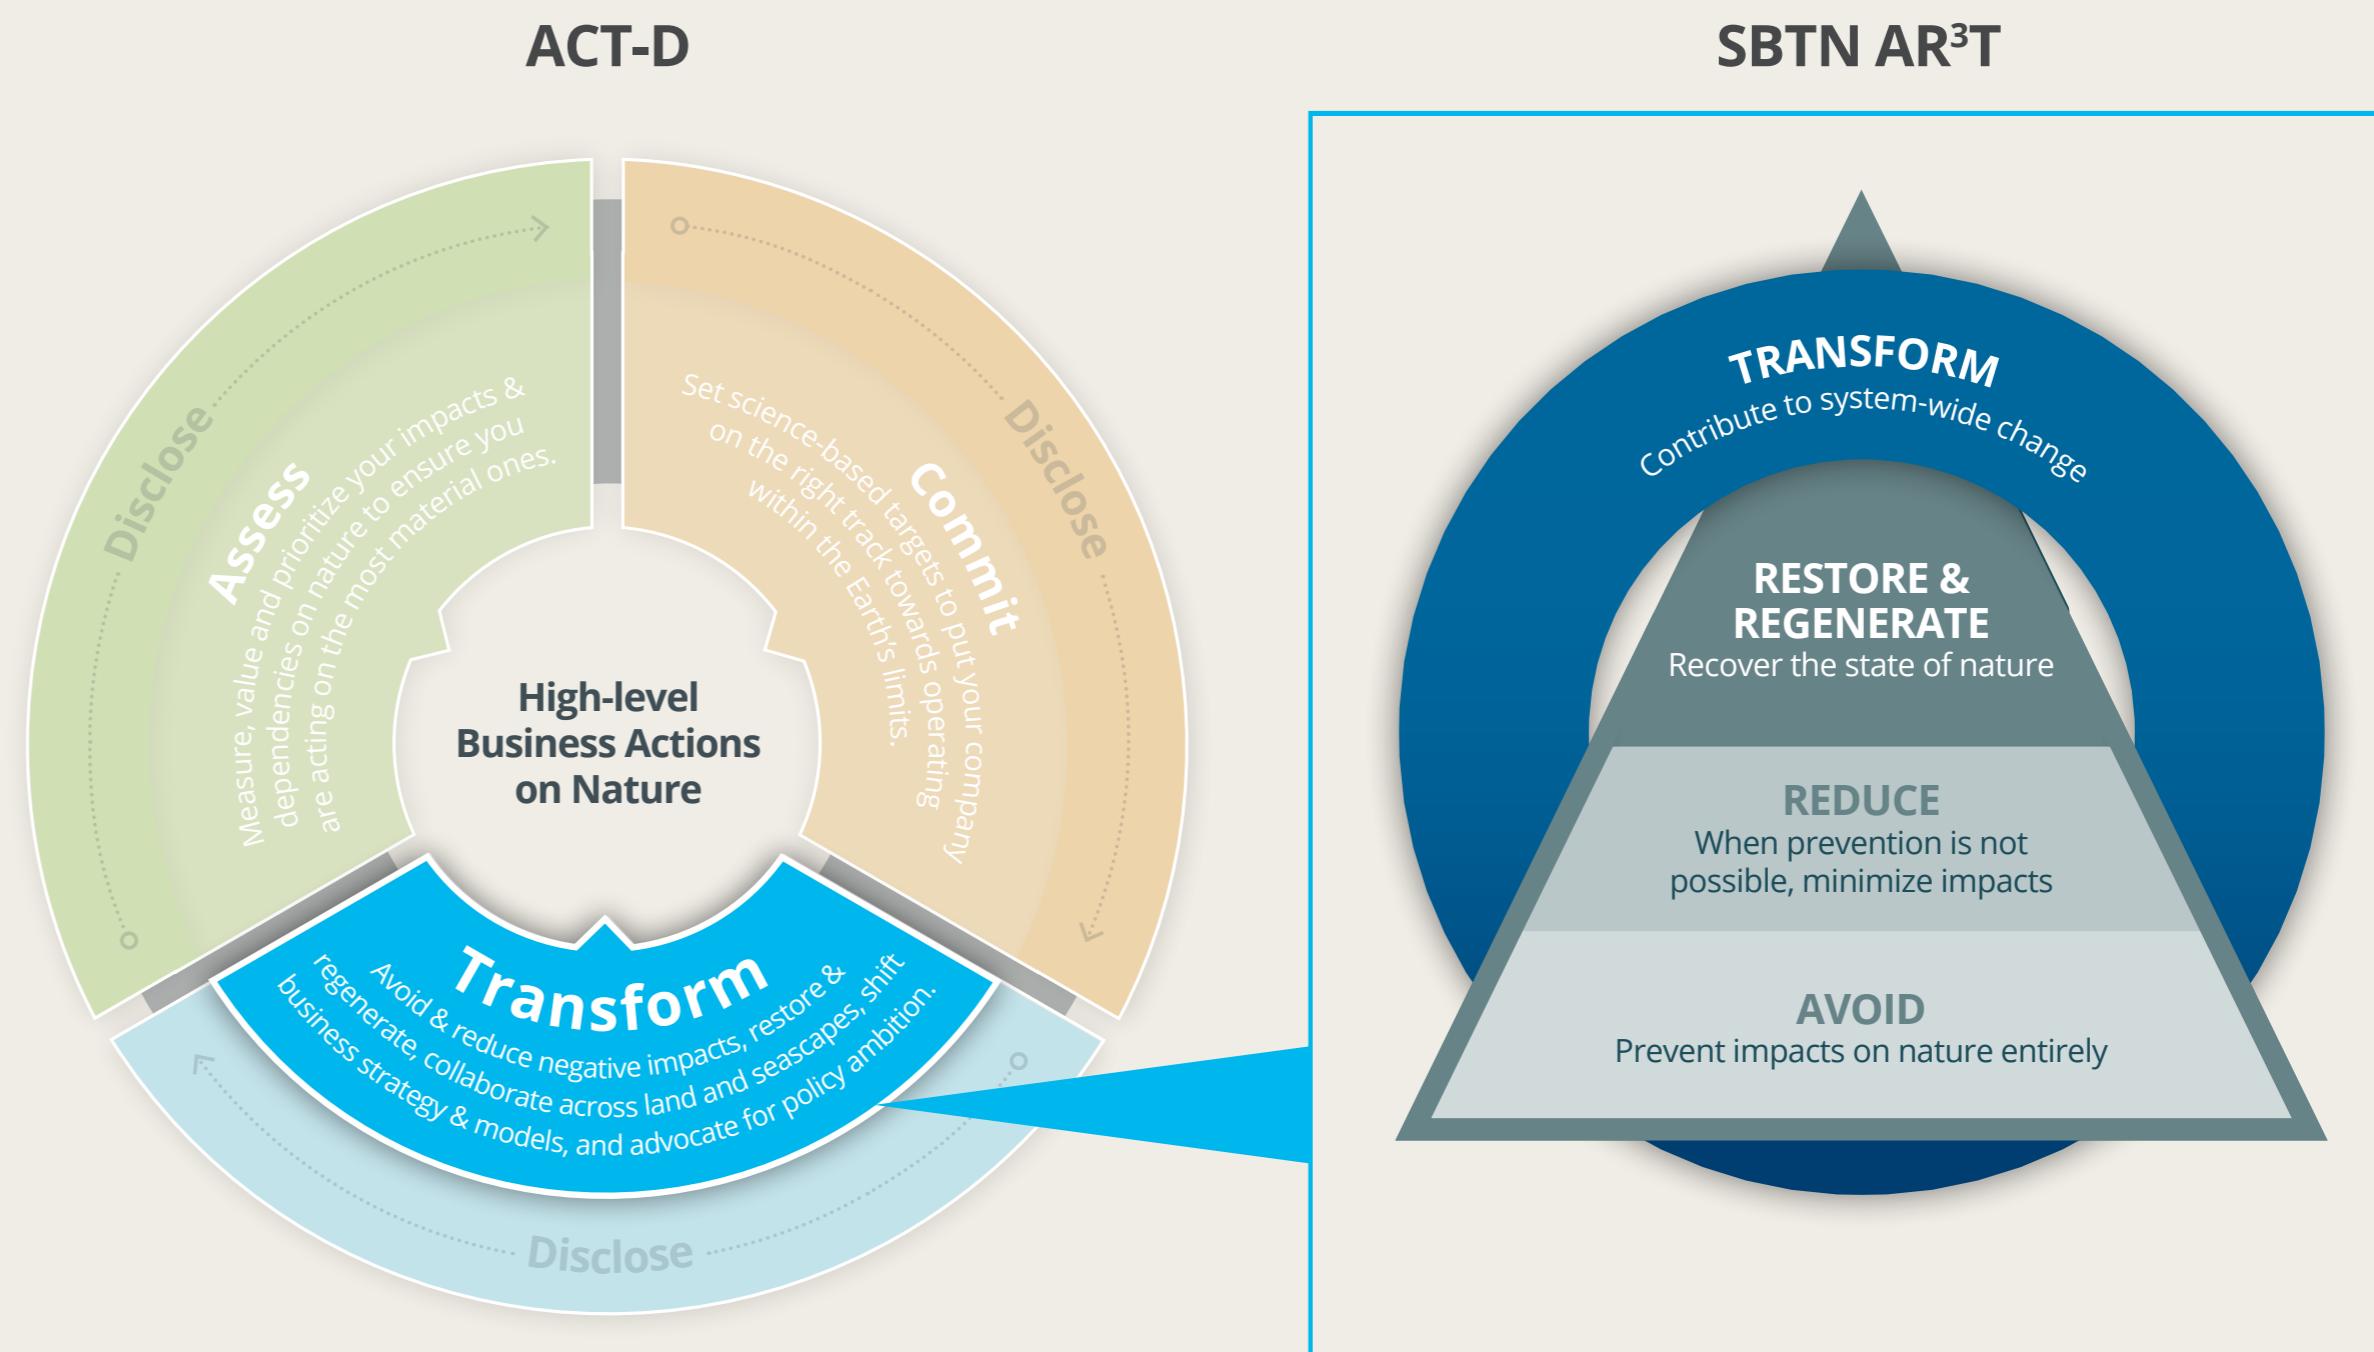 ACT-D
Disclose
Assess
Measure, value and prioritize your impacts &
dependencies on nature to ensure you
are acting on the most material ones.
Disclose
Commit
Set science-based targets to put your company
on the right track towards operating
within the Earth's limits.
High-level
Business Actions
on Nature
Transform
Avoid & reduce negative impacts, restore &
regenerate, collaborate across land and seascapes, shift
business strategy & models, and advocate for policy ambition.
Disclose
SBTN AR³T
TRANSFORM
Contribute to system-wide change
RESTORE &
REGENERATE
Recover the state of nature
REDUCE
When prevention is not
possible, minimize impacts
AVOID
Prevent impacts on nature entirely